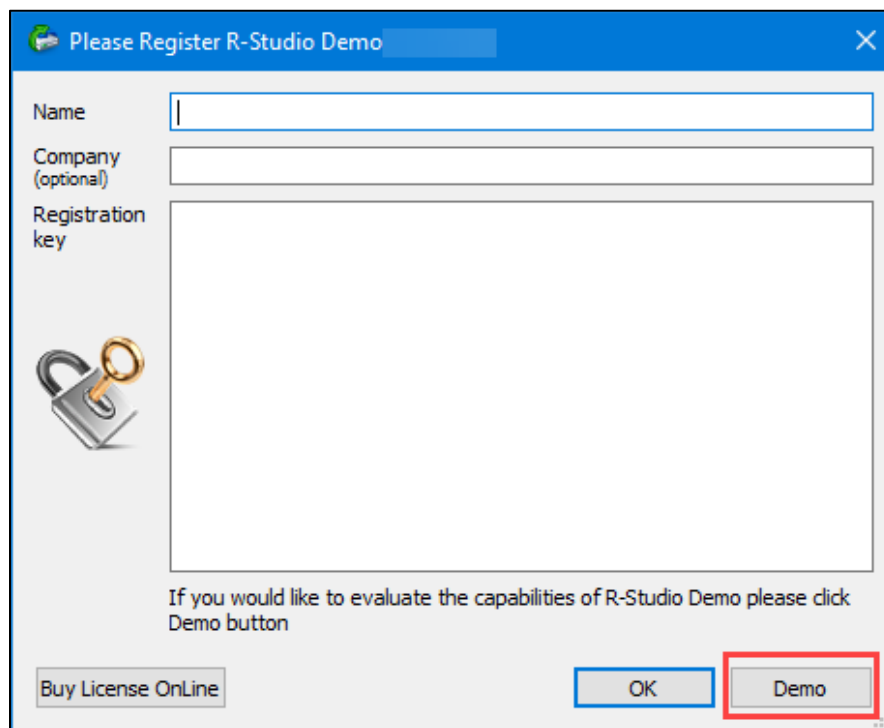 Please Register R-Studio Demo
Name
Company
(optional)
Registration
key
If you would like to evaluate the capabilities of R-Studio Demo please click
Demo button
Buy License OnLine
OK
Demo